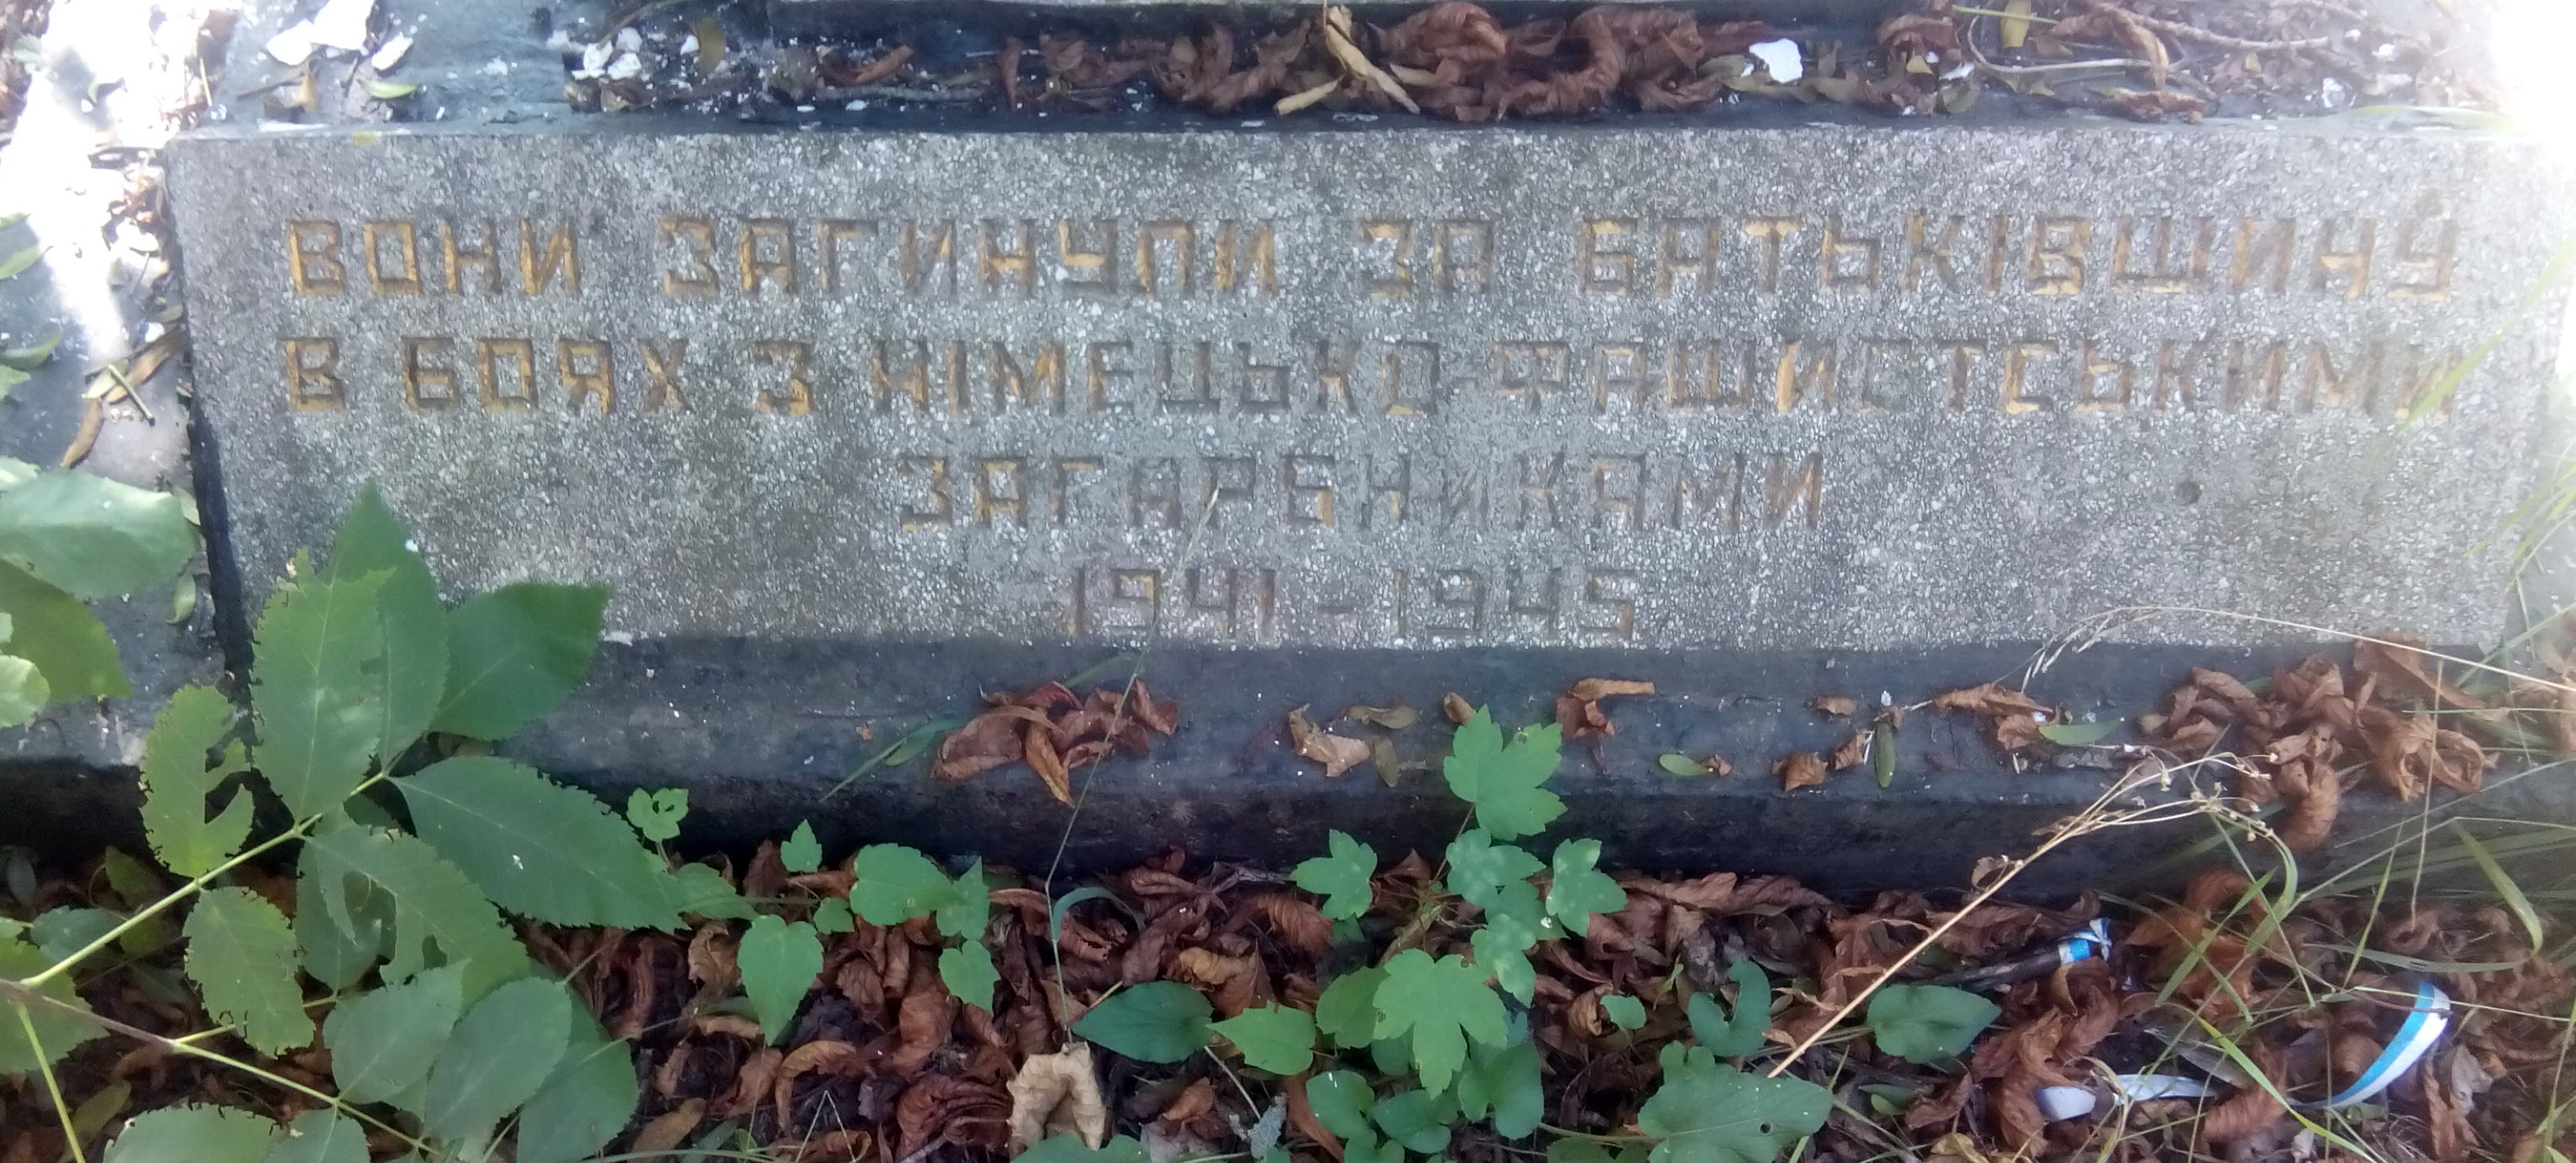 ВОНИ ЗАГИНУЛИ ЗА БАТЬКІВЩИНУ
В БОЯХ З НІМЕЦЬКО-ФАШИСТСЬКИМИ
ЗАГАРБНИКАМИ
1941-1945